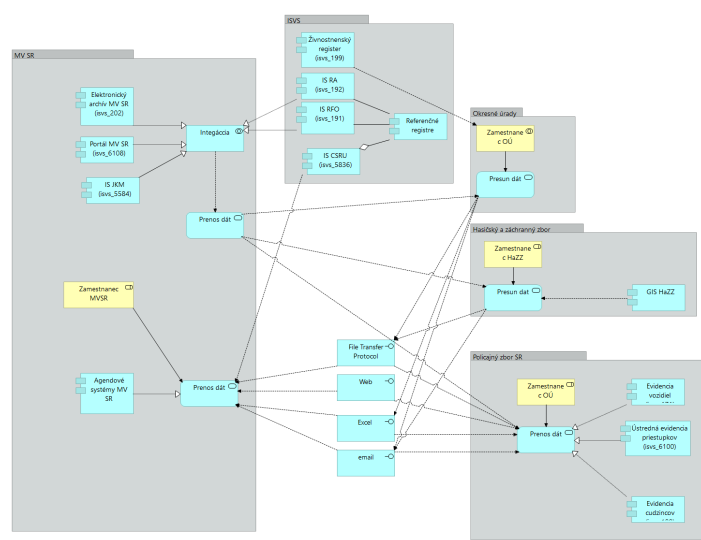 ISVS
Živnostnenský
register
(isvs_199)
IS RA
(isvs_192)
IS RFO
(isvs_191)
Referenčné
registre
IS CSRU
(isvs_5836)
MV SR
Elektronický
archív MV SR
(isvs_202)
Portál MV SR
(isvs_6108)
IS JKM
(isvs_5584)
Integáccia
Prenos dát
Zamestnanec
MVSR
Agendové
systémy MV
SR
Prenos dát
Okresné úrady
Zamestnane
c OÚ
Presun dát
Hasičský a záchranný zbor
Zamestnane
c HaZZ
Presun dat
GIS HaZZ
File Transfer
Protocol
Web
Excel
email
Policajný zbor SR
Zamestnane
c OÚ
Prenos dát
Evidencia
vozidiel
Ústredná evidencia
priestupkov
(isvs_6100)
Evidencia
cudzincov